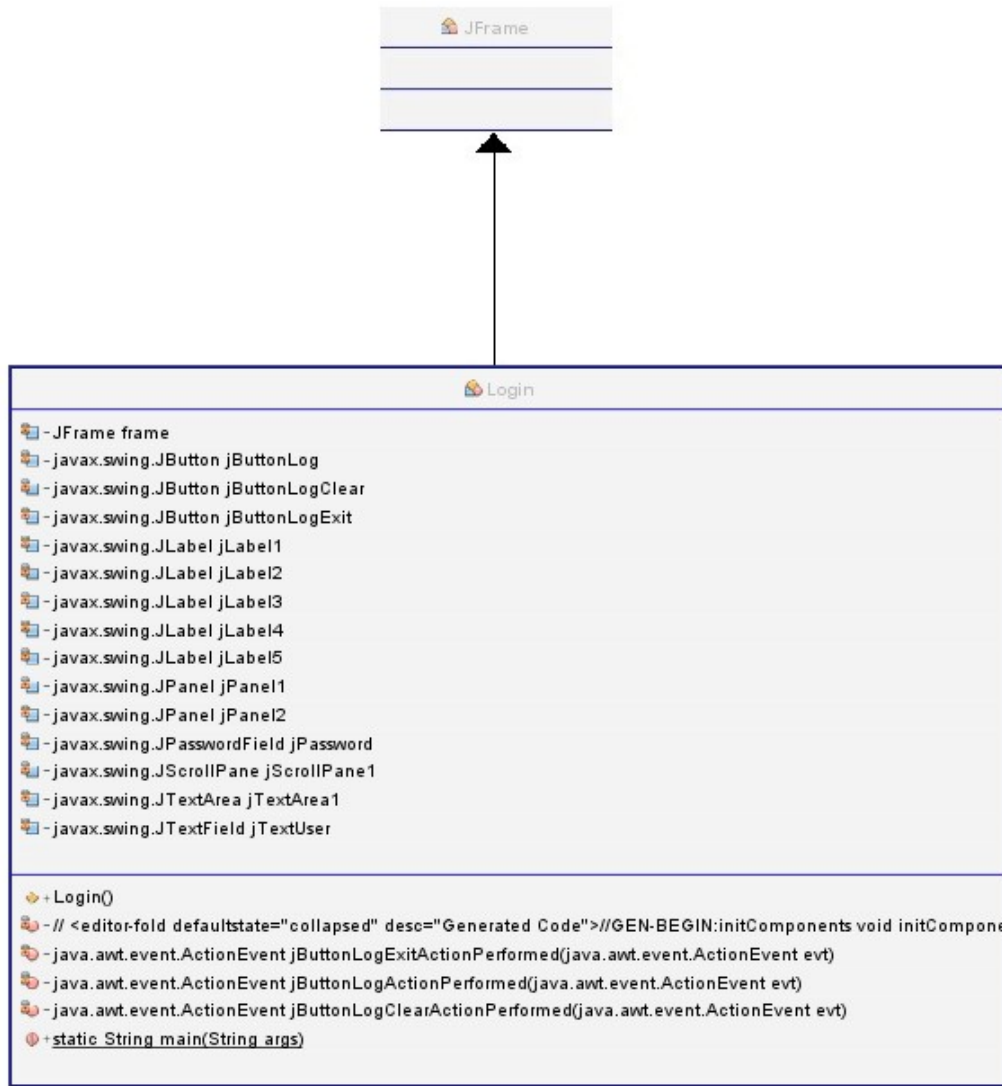 JFrame
Login
-JFrame frame
-javax.swing.JButton jButtonLog
-javax.swing.JButton jButtonLogClear
-javax.swing.JButton jButtonLogExit
-javax.swing.JLabel jLabel1
-javax.swing.JLabel jLabel2
-javax.swing.JLabel jLabel3
-javax.swing.JLabel jLabel4
-javax.swing.JLabel jLabel5
-javax.swing.JPanel jPanel1
-javax.swing.JPanel jPanel2
-javax.swing.JPasswordField jPassword
-javax.swing.JScrollPane jScrollPane1
-javax.swing.JTextArea jTextArea1
-javax.swing.JTextField jTextUser
+Login()
-// <editor-fold defaultstate="collapsed" desc="Generated Code">//GEN-BEGIN:initComponents void initCompone
-java.awt.event.ActionEvent jButtonLogExitActionPerformed(java.awt.event.ActionEvent evt)
-java.awt.event.ActionEvent jButtonLogActionPerformed(java.awt.event.ActionEvent evt)
-java.awt.event.ActionEvent jButtonLogClearActionPerformed(java.awt.event.ActionEvent evt)
+static String main(String args)